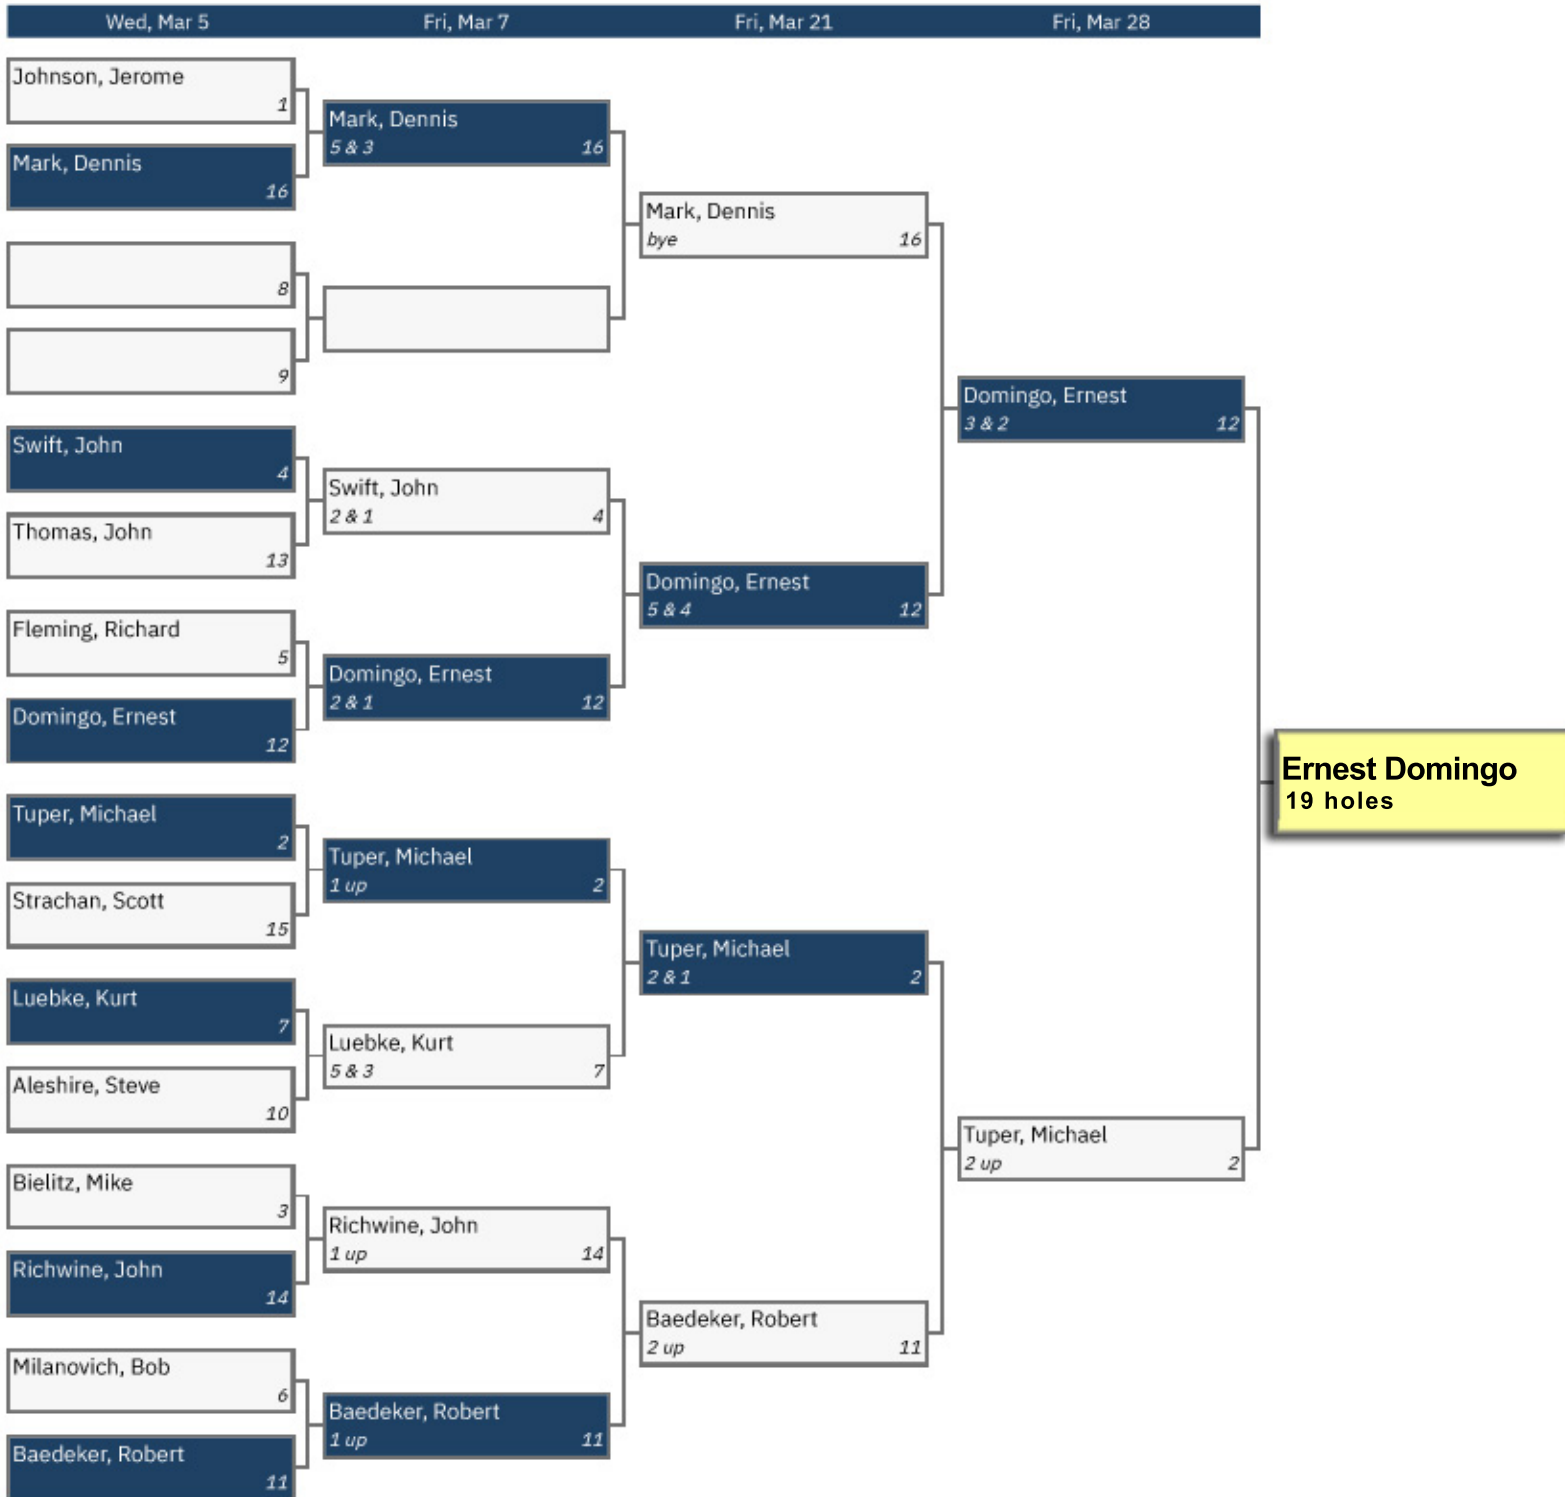 Wed, Mar 5
Fri, Mar 7
Fri, Mar 21
Fri, Mar 28
Johnson, Jerome
1
Mark, Dennis
16
8
9
Swift, John
4
Thomas, John
13
Fleming, Richard
5
Domingo, Ernest
12
Tuper, Michael
2
Strachan, Scott
15
Luebke, Kurt
7
Aleshire, Steve
10
Bielitz, Mike
3
Richwine, John
14
Milanovich, Bob
6
Baedeker, Robert
11
Mark, Dennis
5 & 3 16
Swift, John
2 & 1 4
Domingo, Ernest
2 & 1 12
Tuper, Michael
1 up 2
Luebke, Kurt
5 & 3 7
Richwine, John
1 up 14
Baedeker, Robert
1 up 11
Mark, Dennis
bye 16
Domingo, Ernest
5 & 4 12
Tuper, Michael
2 & 1 2
Baedeker, Robert
2 up 11
Domingo, Ernest
3 & 2 12
Tuper, Michael
2 up 2
Ernest Domingo
19 holes